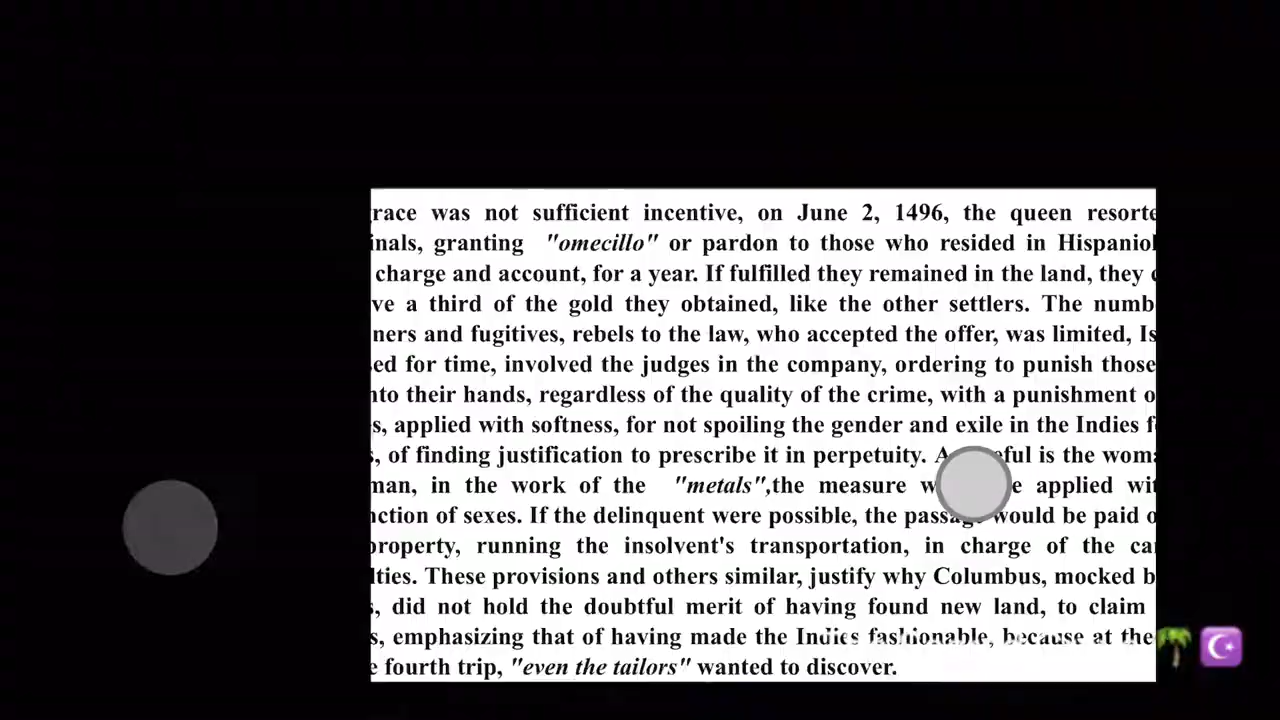 grace was not sufficient incentive, on June 2, 1496, the queen resorte
inals, granting "omecillo" or pardon to those who resided in Hispaniol
charge and account, for a year. If fulfilled they remained in the land, they
ve a third of the gold they obtained, like the other settlers. The numb
ners and fugitives, rebels to the law, who accepted the offer, was limited, Is
sed for time, involved the judges in the company, ordering to punish those
nto their hands, regardless of the quality of the crime, with a punishment o
s, applied with softness, for not spoiling the gender and exile in the Indies f
s, of finding justification to prescribe it in perpetuity. is the woma
man, in the work of the "metals",the measure applied wit
nction of sexes. If the delinquent were possible, the passage would be paid o
property, running the insolvent's transportation, in charge of the ca
lties. These provisions and others similar, justify why Columbus, mocked b
s, did not hold the doubtful merit of having found new land, to claim
s, emphasizing that of having made the Indies fashionable, because at the
e fourth trip, "even the tailors" wanted to discover.